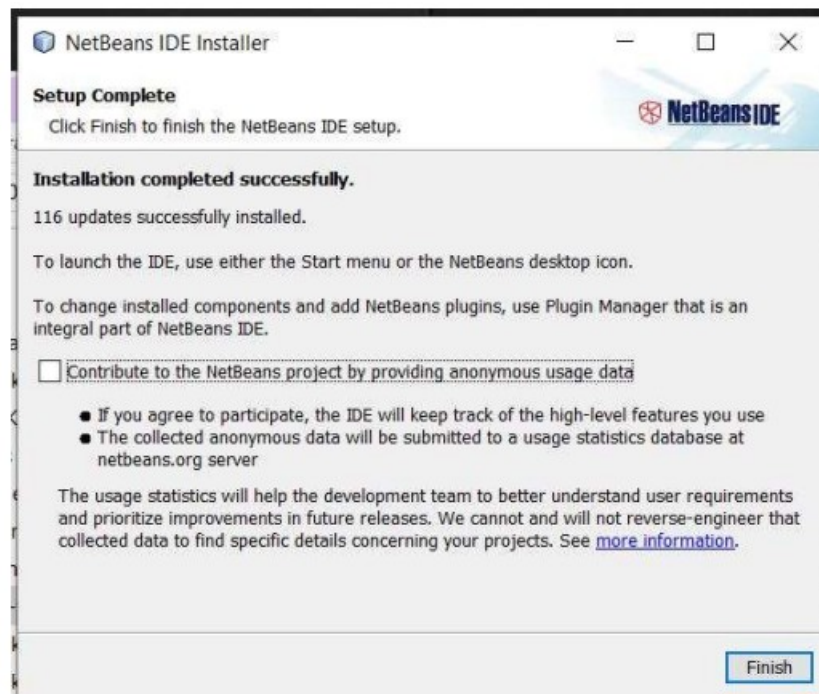 NetBeans IDE Installer
Setup Complete
Click Finish to finish the NetBeans IDE setup.
NetBeans IDE
Installation completed successfully.
116 updates successfully installed.
To launch the IDE, use either the Start menu or the NetBeans desktop icon.
To change installed components and add NetBeans plugins, use Plugin Manager that is an
integral part of NetBeans IDE.
Contribute to the NetBeans project by providing anonymous usage data
● If you agree to participate, the IDE will keep track of the high-level features you use
● The collected anonymous data will be submitted to a usage statistics database at
netbeans.org server
The usage statistics will help the development team to better understand user requirements
and prioritize improvements in future releases. We cannot and will not reverse-engineer that
collected data to find specific details concerning your projects. See more information.
Finish